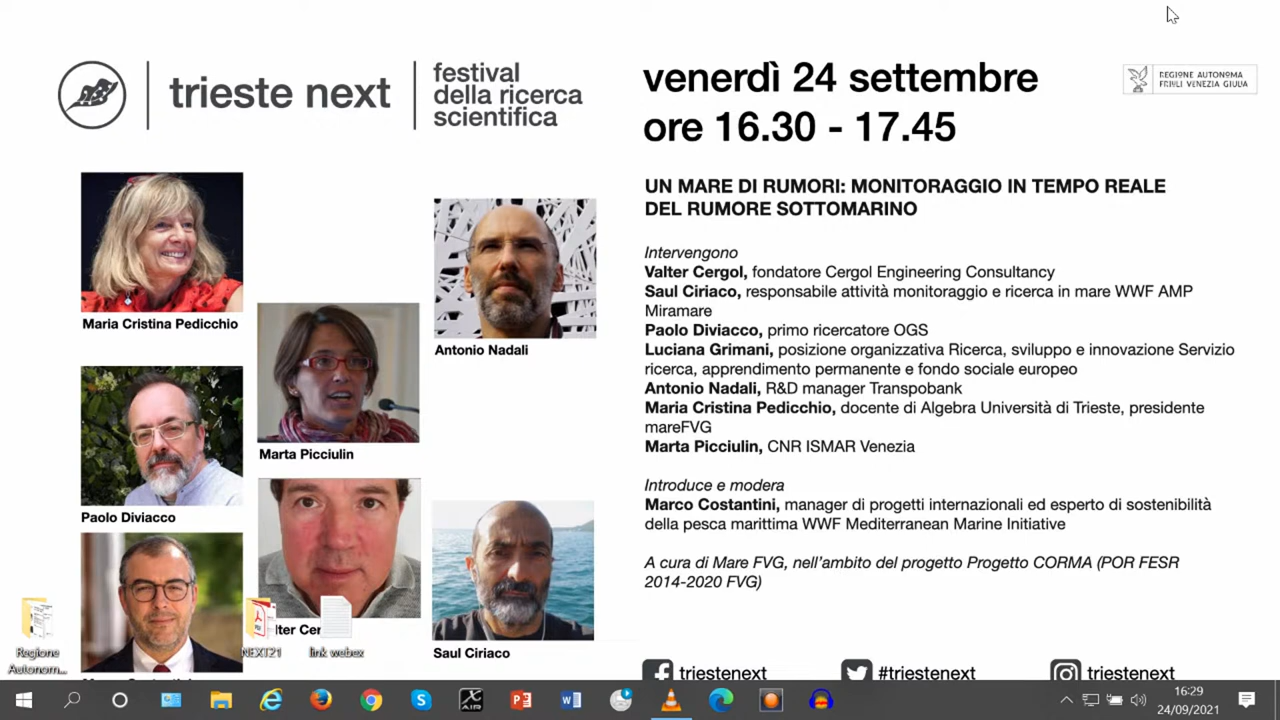 trieste next
festival
della ricerca
scientifica
venerdì 24 settembre
ore 16.30 - 17.45
REGIONE AUTONOMA
FRIULI VENEZIA GIULIA
UN MARE DI RUMORI: MONITORAGGIO IN TEMPO REALE
DEL RUMORE SOTTOMARINO
Intervengono
Valter Cergol, fondatore Cergol Engineering Consultancy
Saul Ciriaco, responsabile attività monitoraggio e ricerca in mare WWF AMP
Miramare
Paolo Diviacco, primo ricercatore OGS
Luciana Grimani, posizione organizzativa Ricerca, sviluppo e innovazione Servizio
ricerca, apprendimento permanente e fondo sociale europeo
Antonio Nadali, R&D manager Transpobank
Maria Cristina Pedicchio, docente di Algebra Università di Trieste, presidente
mareFVG
Marta Picciulin, CNR ISMAR Venezia
Introduce e modera
Marco Costantini, manager di progetti internazionali ed esperto di sostenibilità
della pesca marittima WWF Mediterranean Marine Initiative
A cura di Mare FVG, nell'ambito del progetto Progetto CORMA (POR FESR
2014-2020 FVG)
Maria Cristina Pedicchio
Antonio Nadali
Marta Picciulin
Paolo Diviacco
lter Cer
Saul Ciriaco
Regione
Autonom...
NEXT21
link webex
triestenext
#triestenext
triestenext
16:29
24/09/2021